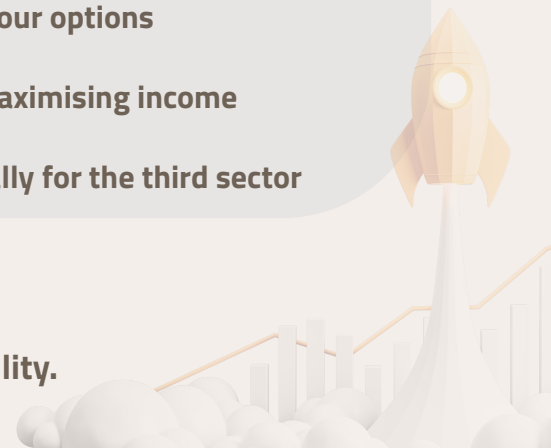 our options
aximising income
lly for the third sector
lity.